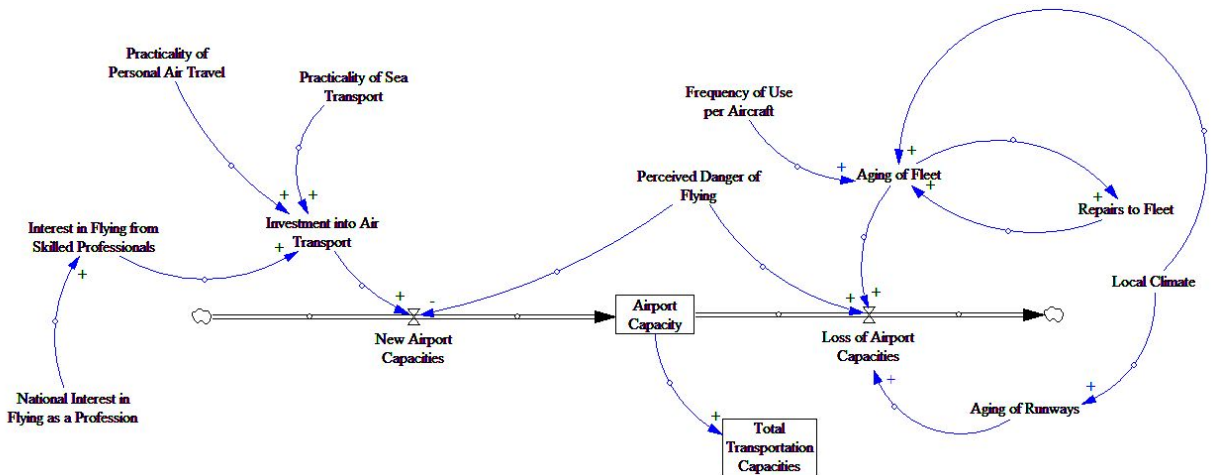 Practicality of
Personal Air Travel
Practicality of Sea
Transport
Frequency of Use
per Aircraft
+
+
Aging of Fleet
+
+
Repairs to Fleet
Perceived Danger of
Flying
+
+
Investment into Air
Transport
+
Interest in Flying from
Skilled Professionals
+
Local Climate
+
-
New Airport
Capacities
Airport
Capacity
+
+
Loss of Airport
Capacities
National Interest in
Flying as a Profession
+
+
Aging of Runways
+
Total
Transportation
Capacities